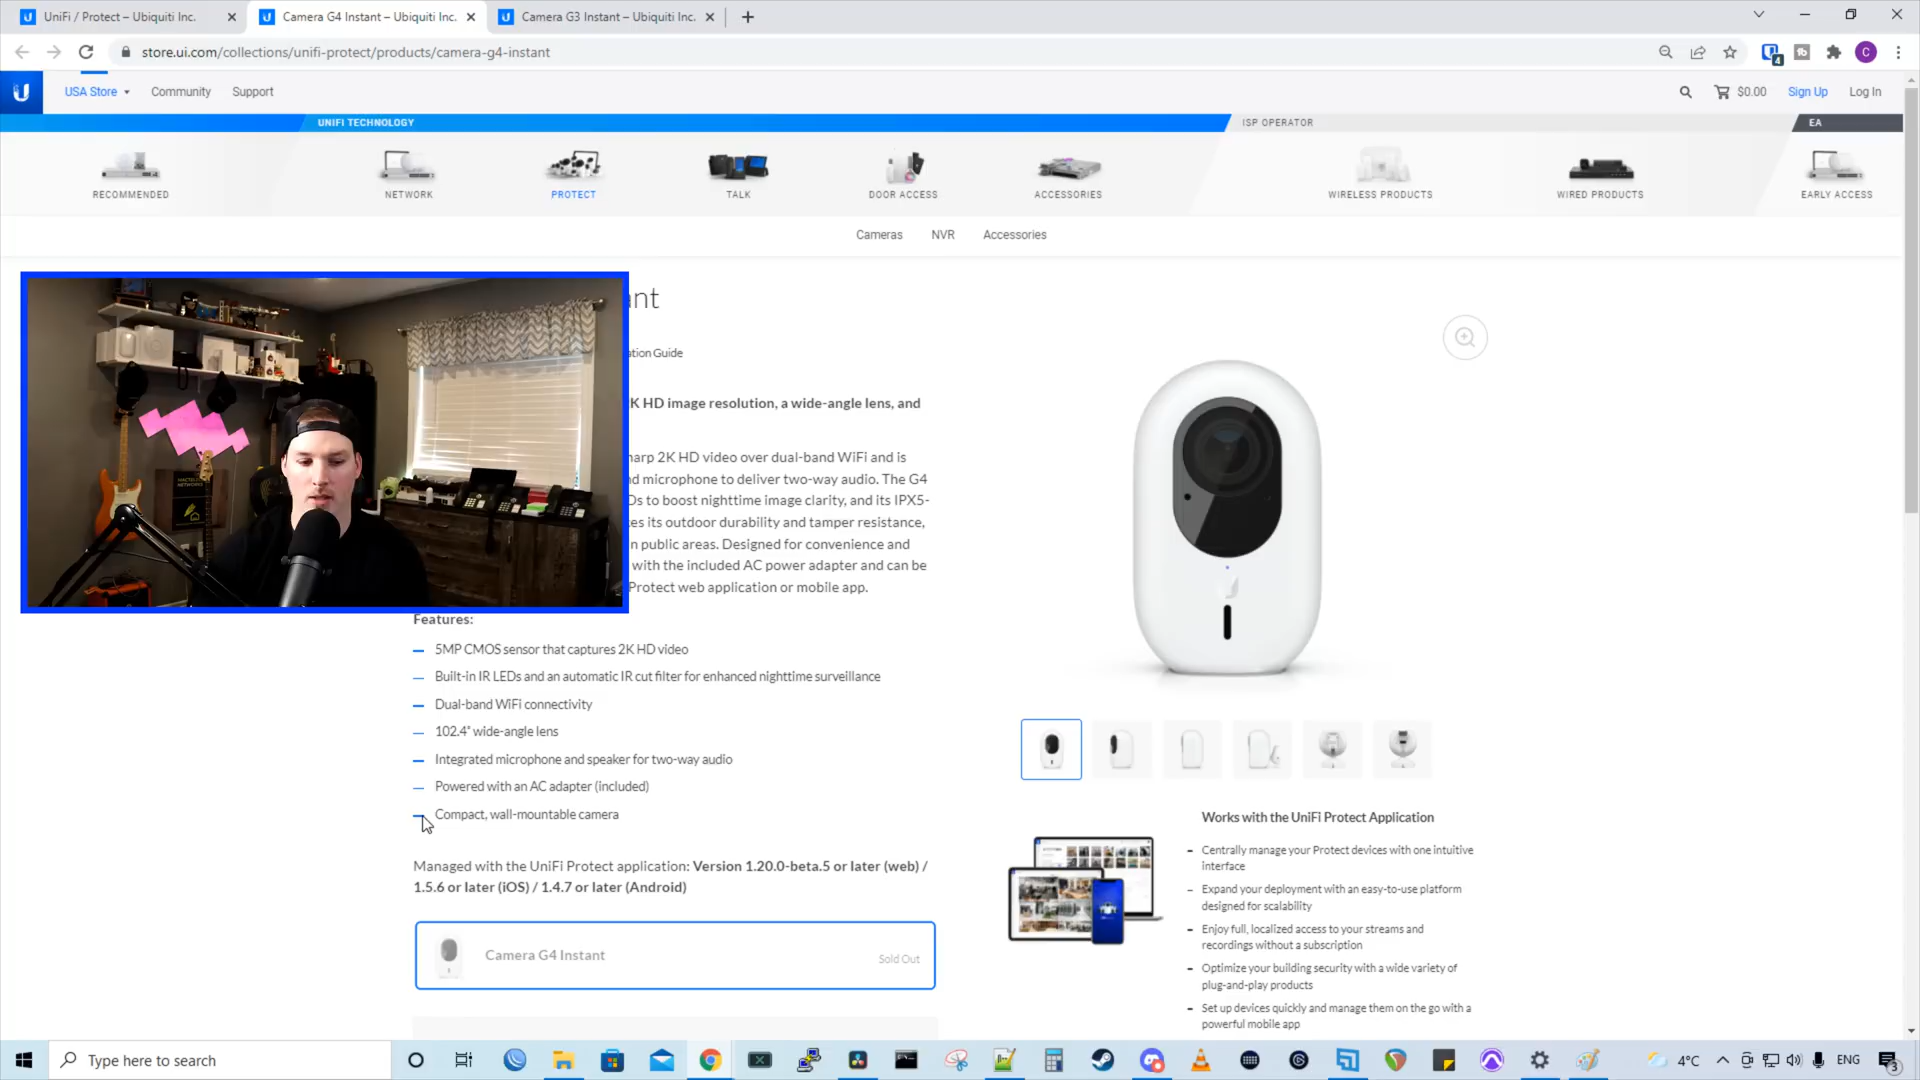 UniFi / Protect – Ubiquiti Inc.
Camera G4 Instant – Ubiquiti Inc.
Camera G3 Instant – Ubiquiti Inc.
store.ui.com/collections/unifi-protect/products/camera-g4-instant
4
C
USA Store
Community
Support
$0.00
Sign Up
Log In
UNIFI TECHNOLOGY
ISP OPERATOR
EA
RECOMMENDED
NETWORK
PROTECT
TALK
DOOR ACCESS
ACCESSORIES
WIRELESS PRODUCTS
WIRED PRODUCTS
EARLY ACCESS
Cameras
NVR
Accessories
nt
ation Guide
K HD image resolution, a wide-angle lens, and
harp 2K HD video over dual-band WiFi and is
d microphone to deliver two-way audio. The G4
Ds to boost nighttime image clarity, and its IPX5-
es its outdoor durability and tamper resistance,
n public areas. Designed for convenience and
with the included AC power adapter and can be
Protect web application or mobile app.
Features:
5MP CMOS sensor that captures 2K HD video
Built-in IR LEDs and an automatic IR cut filter for enhanced nighttime surveillance
Dual-band WiFi connectivity
102.4° wide-angle lens
Integrated microphone and speaker for two-way audio
Powered with an AC adapter (included)
Compact, wall-mountable camera
Managed with the UniFi Protect application: Version 1.20.0-beta.5 or later (web) /
1.5.6 or later (iOS) / 1.4.7 or later (Android)
Camera G4 Instant
Sold Out
Works with the UniFi Protect Application
- Centrally manage your Protect devices with one intuitive
interface
- Expand your deployment with an easy-to-use platform
designed for scalability
- Enjoy full, localized access to your streams and
recordings without a subscription
- Optimize your building security with a wide variety of
plug-and-play products
- Set up devices quickly and manage them on the go with a
powerful mobile app
Type here to search
4°C
ENG
3